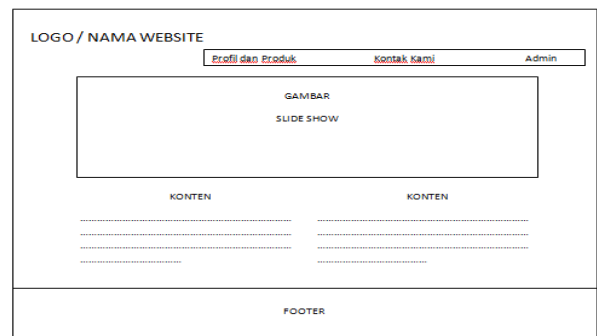 LOGO / NAMA WEBSITE
Profil dan Produk Kontak Kami Admin
GAMBAR
SLIDE SHOW
KONTEN KONTEN
FOOTER